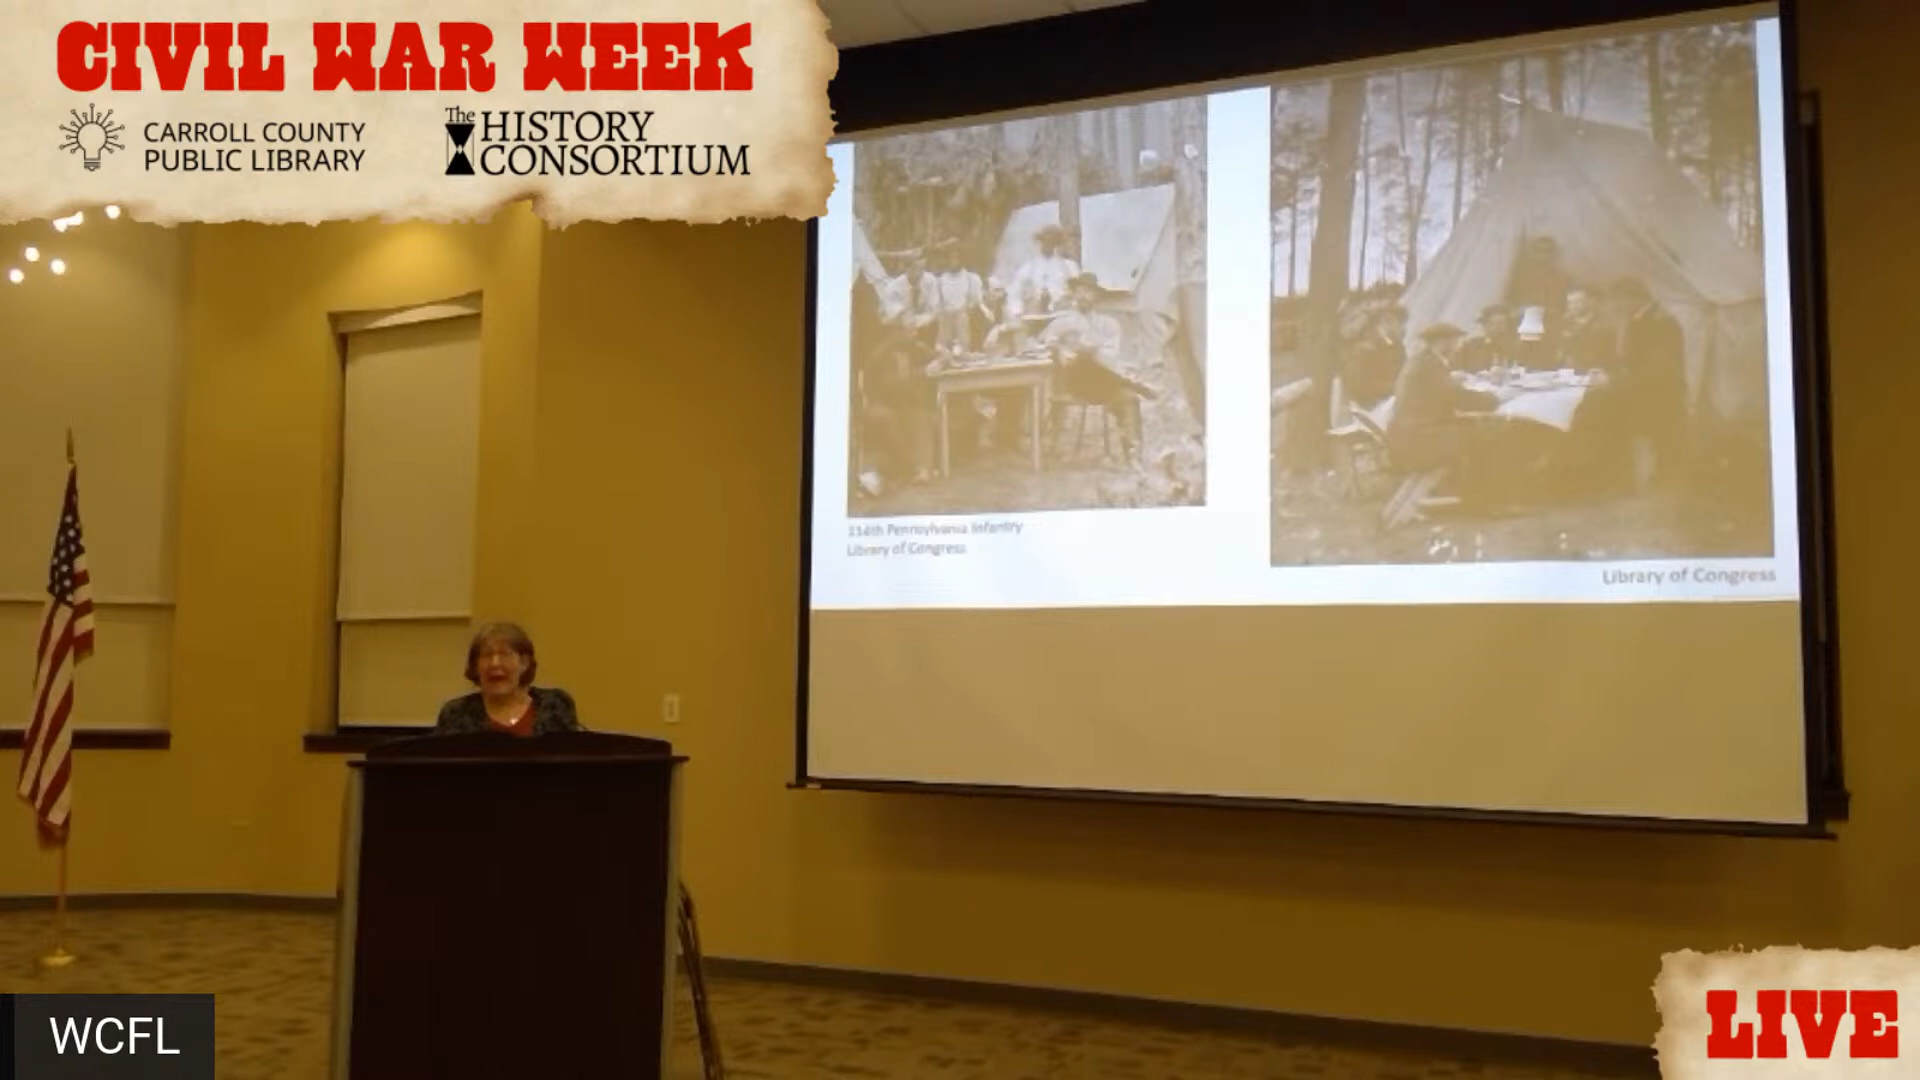 CIVIL WAR WEEK
CARROLL COUNTY
PUBLIC LIBRARY
The
HISTORY
CONSORTIUM
114th Pennsylvania Infantry
Library of Congress
Library of Congress
WCFL
LIVE